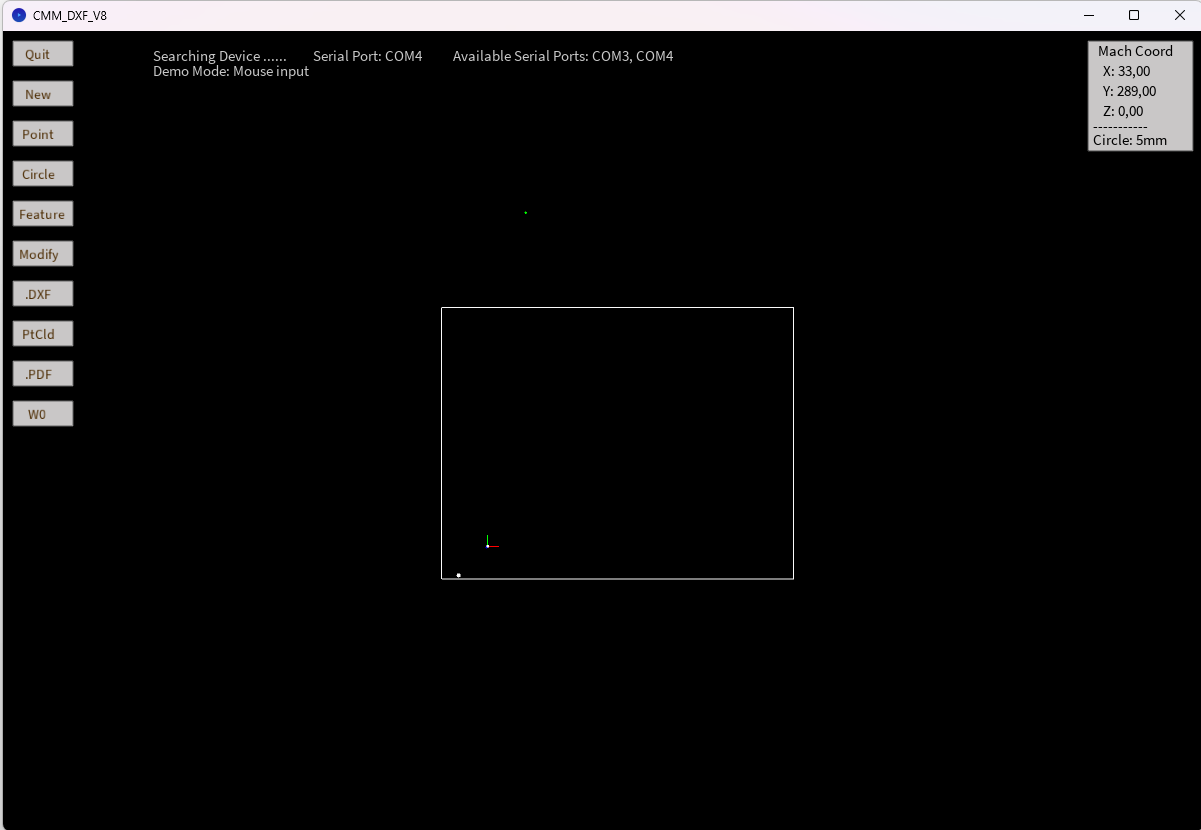 CMM_DXF_V8
Quit
Searching Device ...... Serial Port: COM4 Available Serial Ports: COM3, COM4
Demo Mode: Mouse input
Mach Coord
X: 33,00
Y: 289,00
Z: 0,00
-----------
Circle: 5mm
New
Point
Circle
Feature
Modify
.DXF
PtCld
.PDF
W0